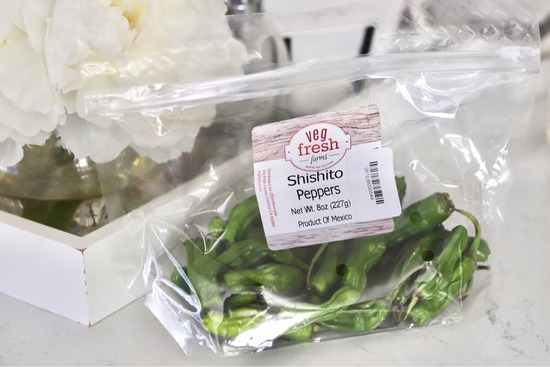 veg
fresh
farms
Shishito
Peppers
Net Wt. 8oz (227g)
Product Of Mexico